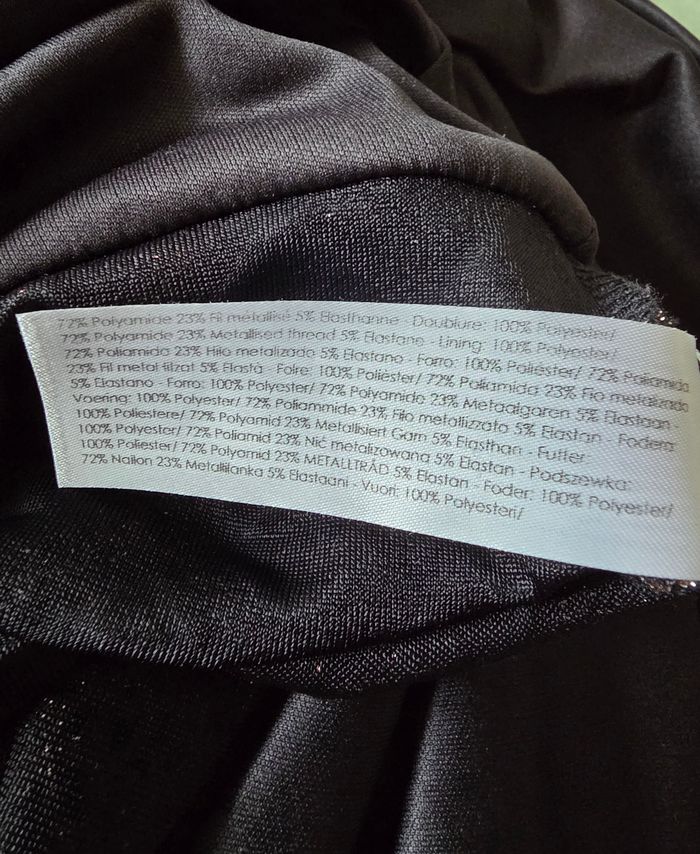 72% Polyamide 23% Fil métallisé 5% Elasthanne - Doublure: 100% Polyester/
72% Polyamide 23% Metallised thread 5% Elastane - Lining: 100% Polyester/
72% Poliamida 23% Hilo metalizado 5% Elastano - Forro: 100% Poliéster/ 72% Poliamida
23% Fil metal·litzat 5% Elastà - Folre: 100% Polièster/ 72% Poliamida 23% Fio metalizado
5% Elastano - Forro: 100% Polyester/ 72% Polyamide 23% Metaalgaren 5% Elastaan -
Voering: 100% Polyester/ 72% Poliammide 23% Filo metallizzato 5% Elastan - Fodera:
100% Poliestere/ 72% Polyamid 23% Metallisiert Garn 5% Elasthan - Futter:
100% Polyester/ 72% Poliamid 23% Nić metalizowana 5% Elastan - Podszewka:
100% Poliester/ 72% Polyamid 23% METALLTRÅD 5% Elastan - Foder: 100% Polyester/
72% Nailon 23% Metallilanka 5% Elastaani - Vuori: 100% Polyesteri/